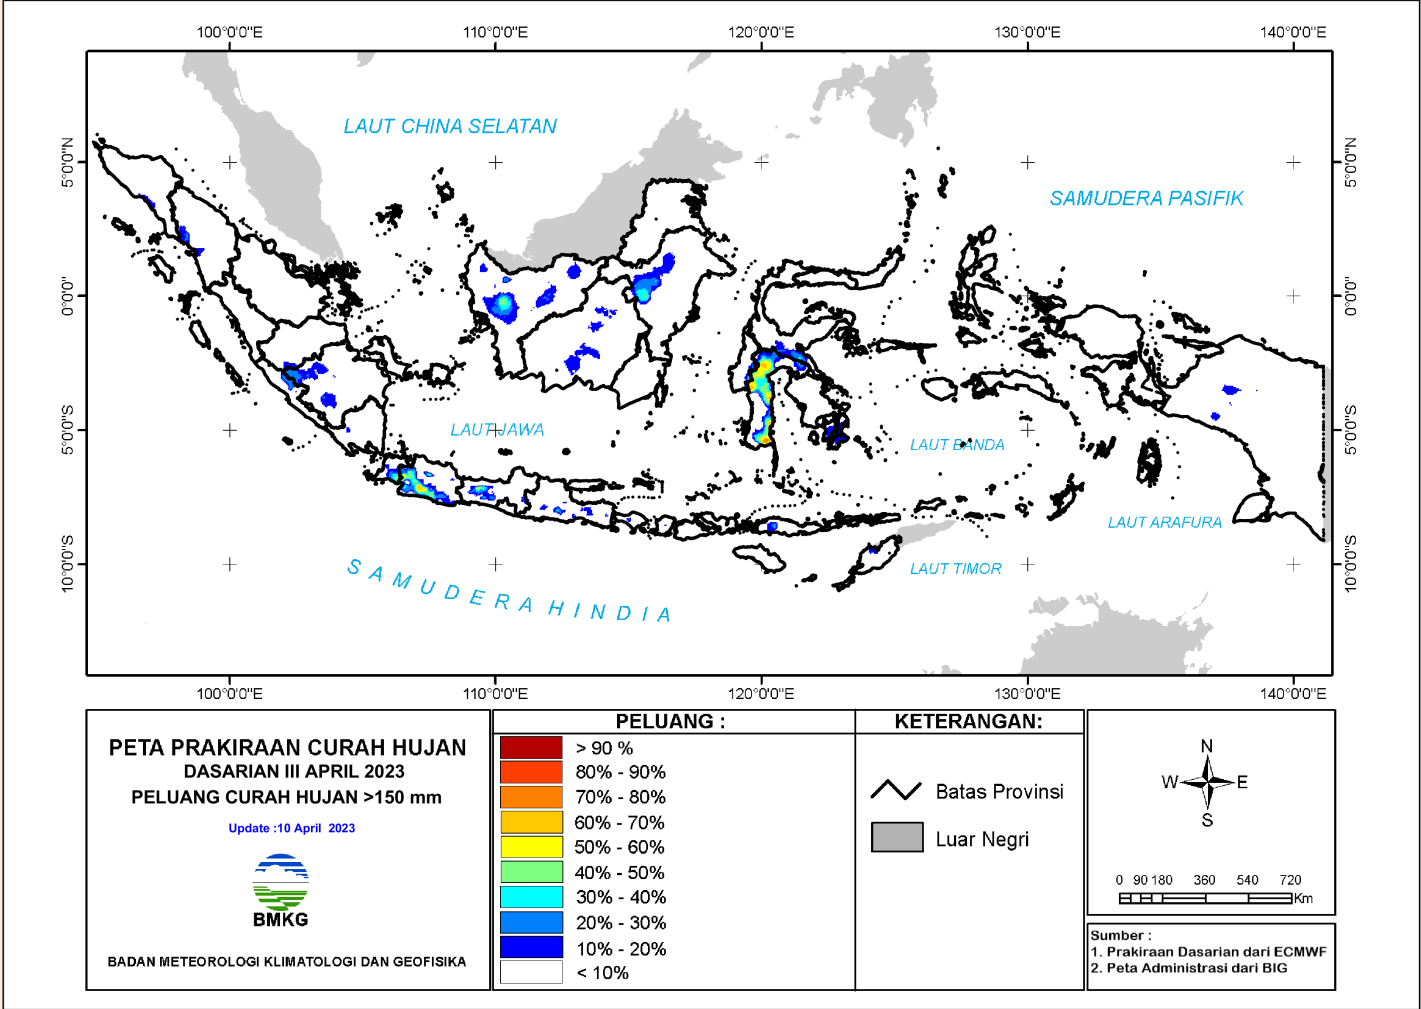 100°0'0"E 110°0'0"E 120°0'0"E 130°0'0"E 140°0'0"E
LAUT CHINA SELATAN
5°0'0"N 5°0'0"N
SAMUDERA PASIFIK
0°0'0" 0°0'0"
5°0'0"S 5°0'0"S
LAUT JAWA
LAUT BANDA
LAUT ARAFURA
10°0'0"S 10°0'0"S
LAUT TIMOR
SAMUDERA HINDIA
100°0'0"E 110°0'0"E 120°0'0"E 130°0'0"E 140°0'0"E
PETA PRAKIRAAN CURAH HUJAN
DASARIAN III APRIL 2023
PELUANG CURAH HUJAN >150 mm
Update :10 April 2023
BMKG
BADAN METEOROLOGI KLIMATOLOGI DAN GEOFISIKA
PELUANG :
> 90 %
80% - 90%
70% - 80%
60% - 70%
50% - 60%
40% - 50%
30% - 40%
20% - 30%
10% - 20%
< 10%
KETERANGAN:
Batas Provinsi
Luar Negri
N
W E
S
0 90 180 360 540 720
Km
Sumber :
1. Prakiraan Dasarian dari ECMWF
2. Peta Administrasi dari BIG